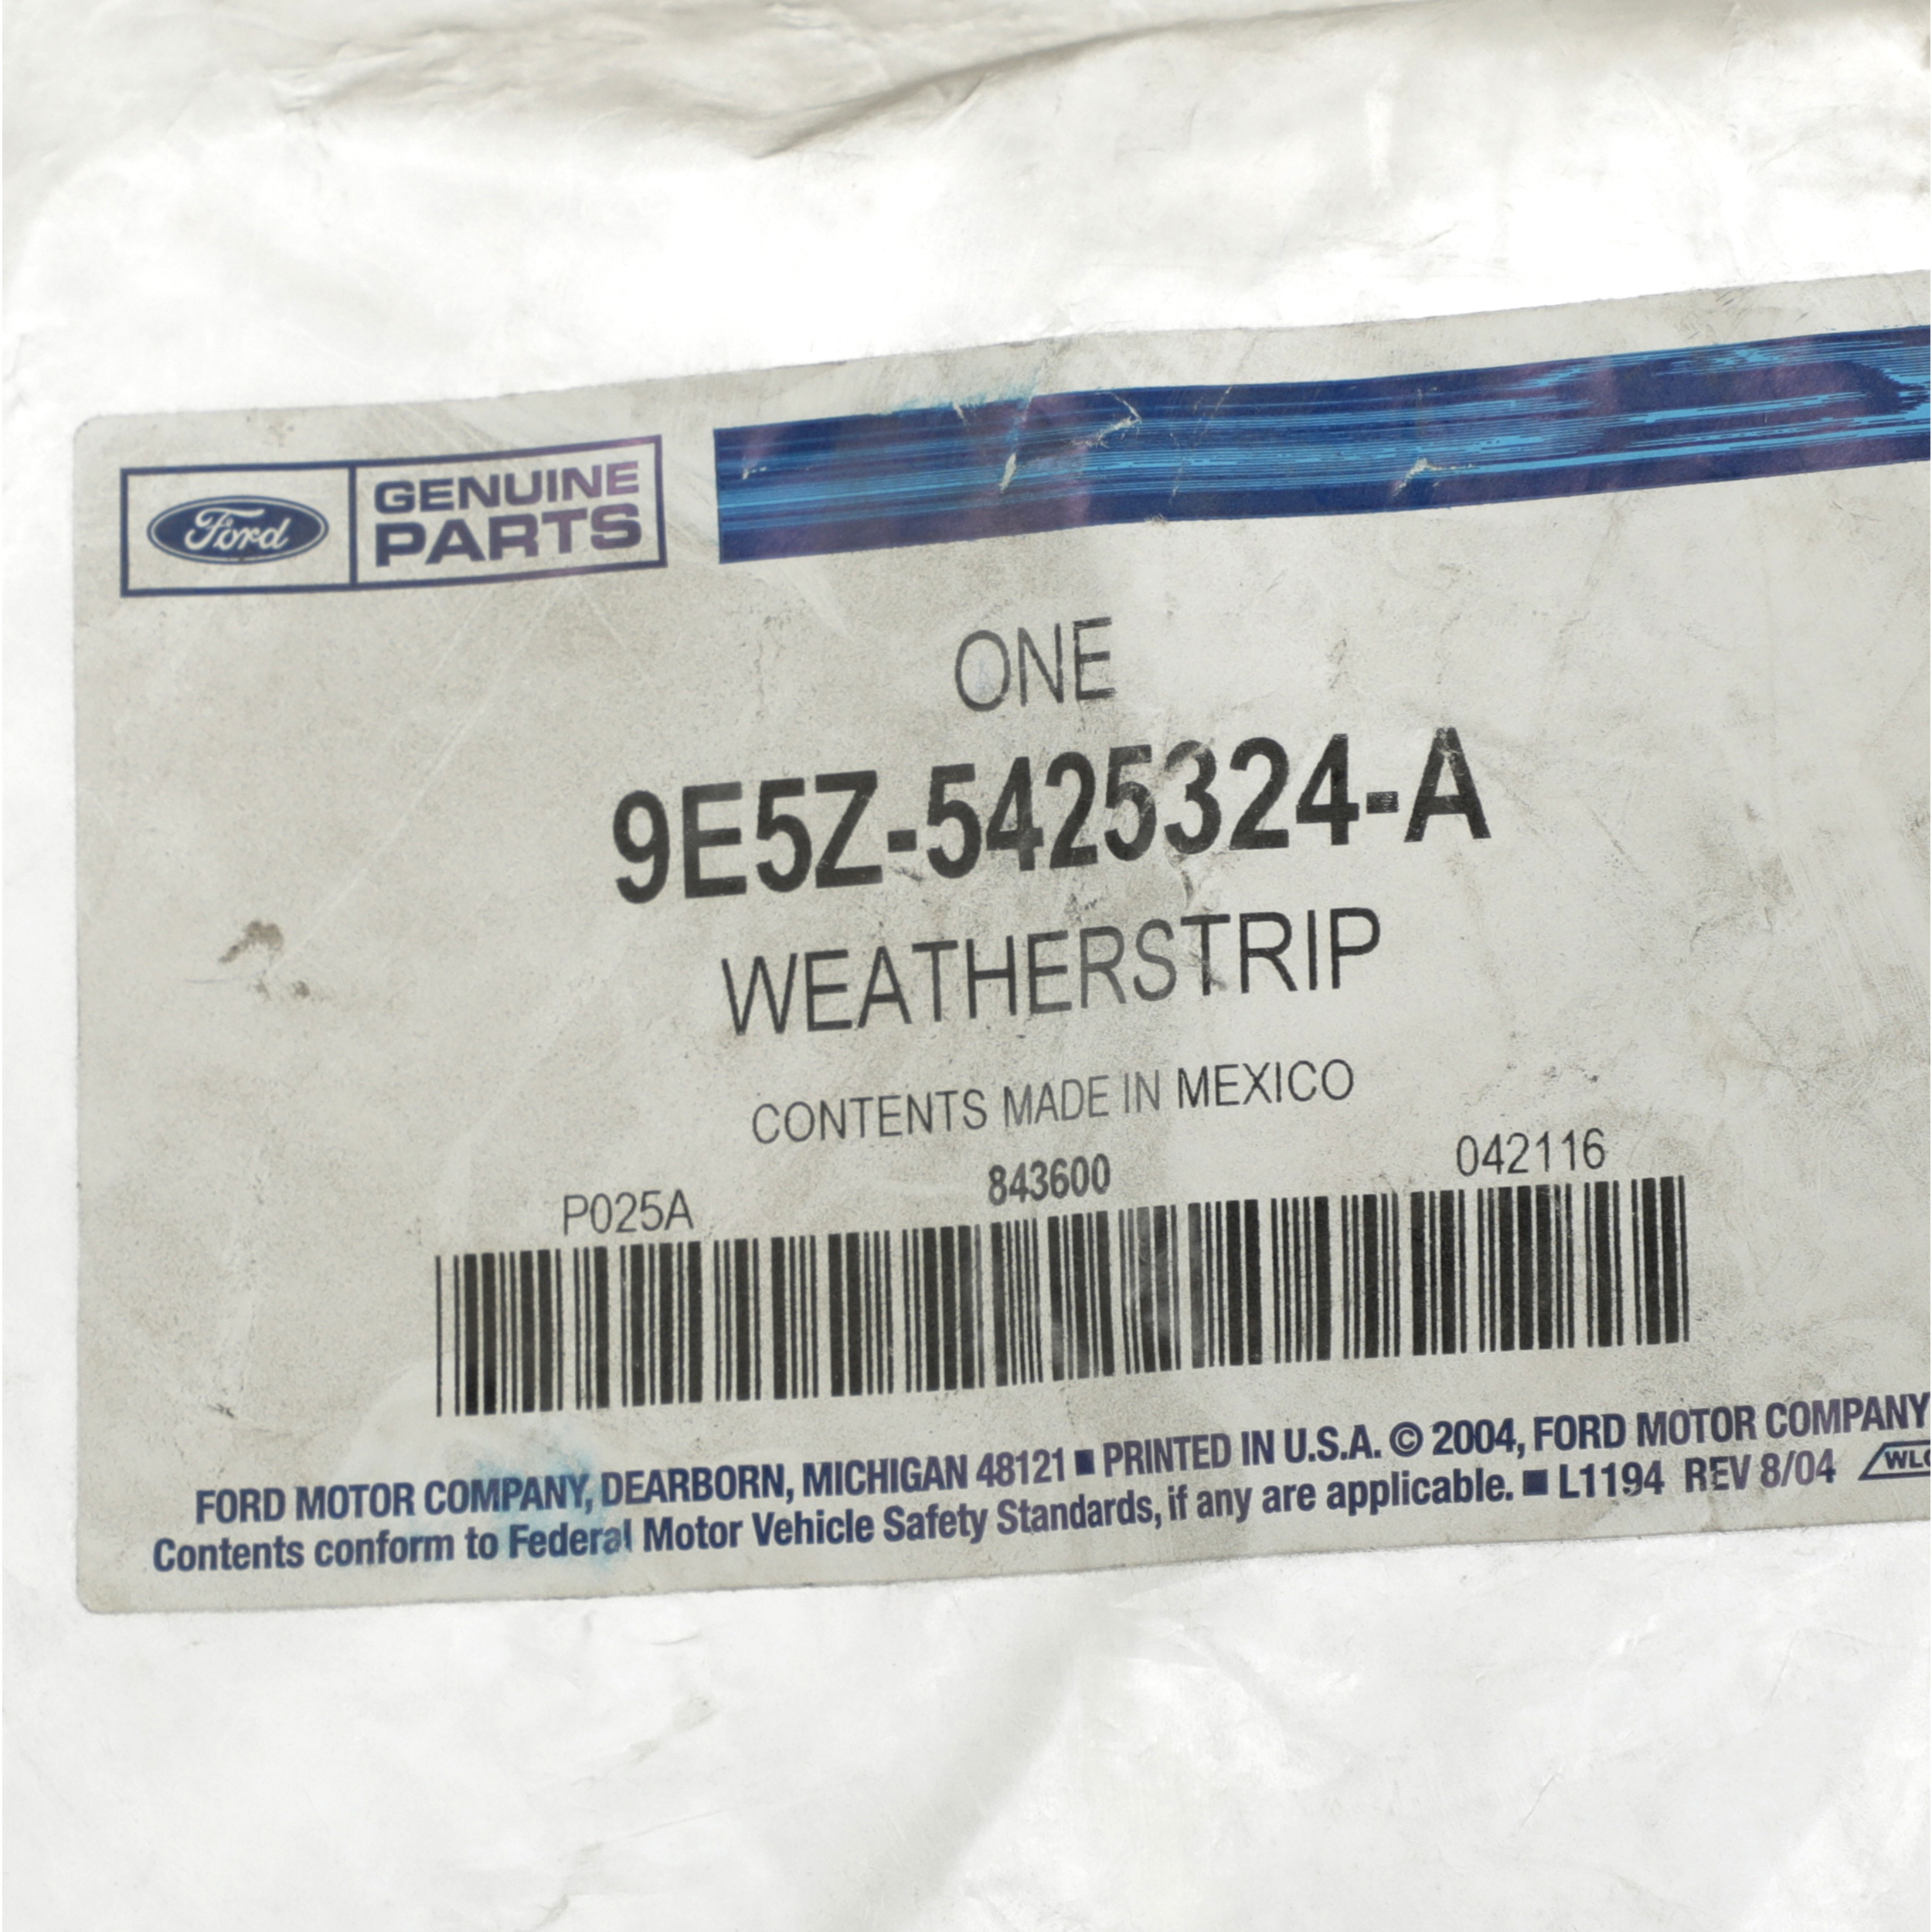 Ford
GENUINE
PARTS
ONE
9E5Z-5425324-A
WEATHERSTRIP
CONTENTS MADE IN MEXICO
P025A 843600 042116
FORD MOTOR COMPANY, DEARBORN, MICHIGAN 48121 ■ PRINTED IN U.S.A. © 2004, FORD MOTOR COMPANY
Contents conform to Federal Motor Vehicle Safety Standards, if any are applicable. ■ L1194 REV 8/04